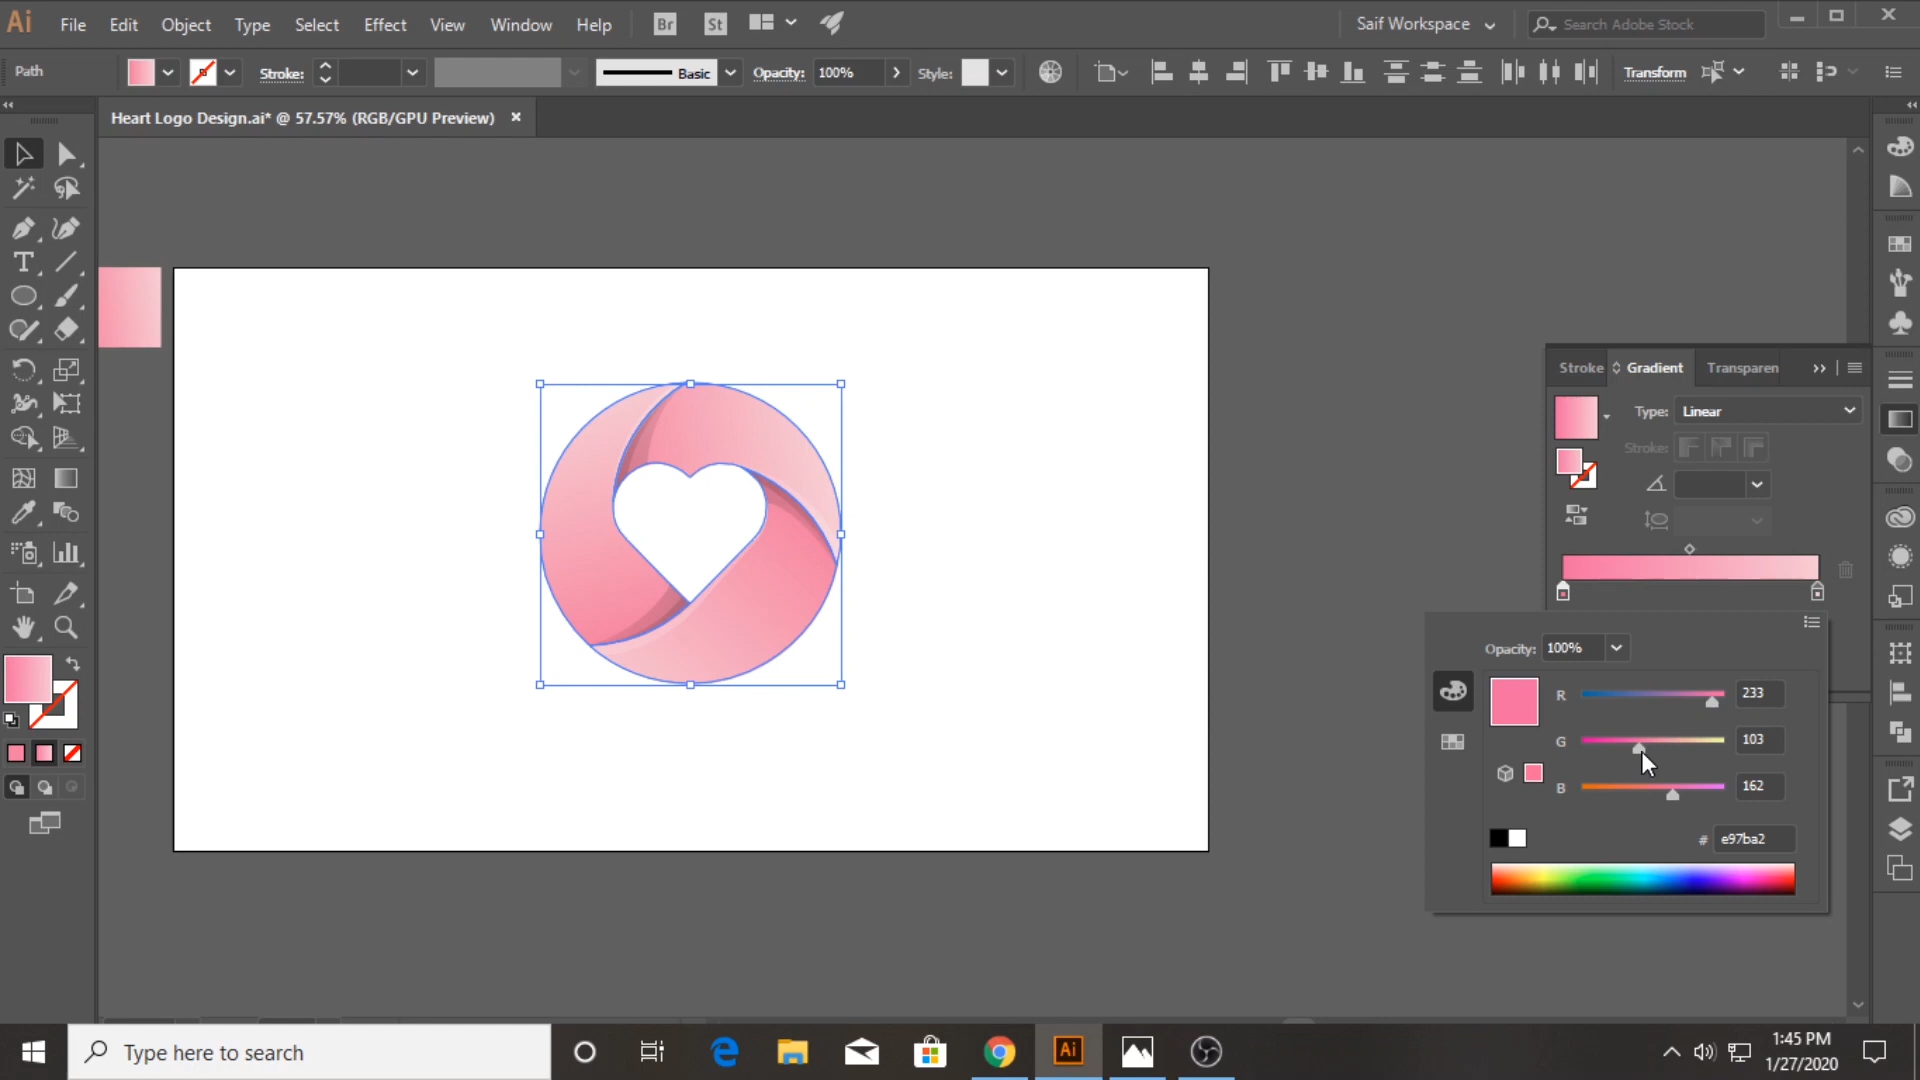 Ai File Edit Object Type Select Effect View Window Help Br St Saif Workspace Search Adobe Stock
Path Stroke: Basic Opacity: 100% Style: Transform
Heart Logo Design.ai* @ 57.57% (RGB/GPU Preview)
Stroke Gradient Transparen
Type: Linear
Stroke:
Opacity: 100%
R 233
G 103
B 162
# e97ba2
Type here to search
Ai
1:45 PM
1/27/2020